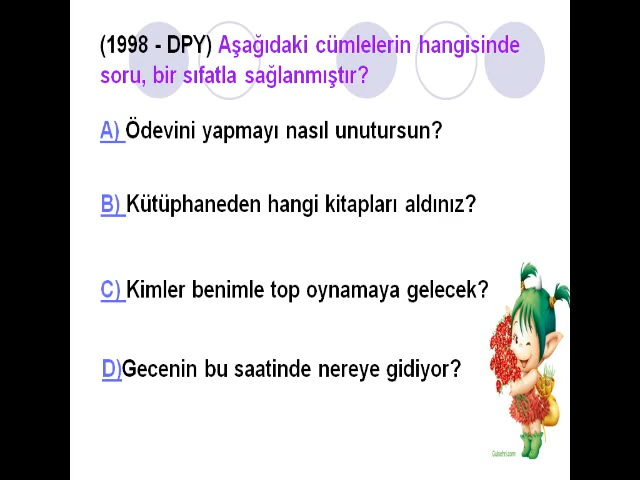 (1998 - DPY) Aşağıdaki cümlelerin hangisinde
soru, bir sıfatla sağlanmıştır?
A) Ödevini yapmayı nasıl unutursun?
B) Kütüphaneden hangi kitapları aldınız?
C) Kimler benimle top oynamaya gelecek?
D)Gecenin bu saatinde nereye gidiyor?